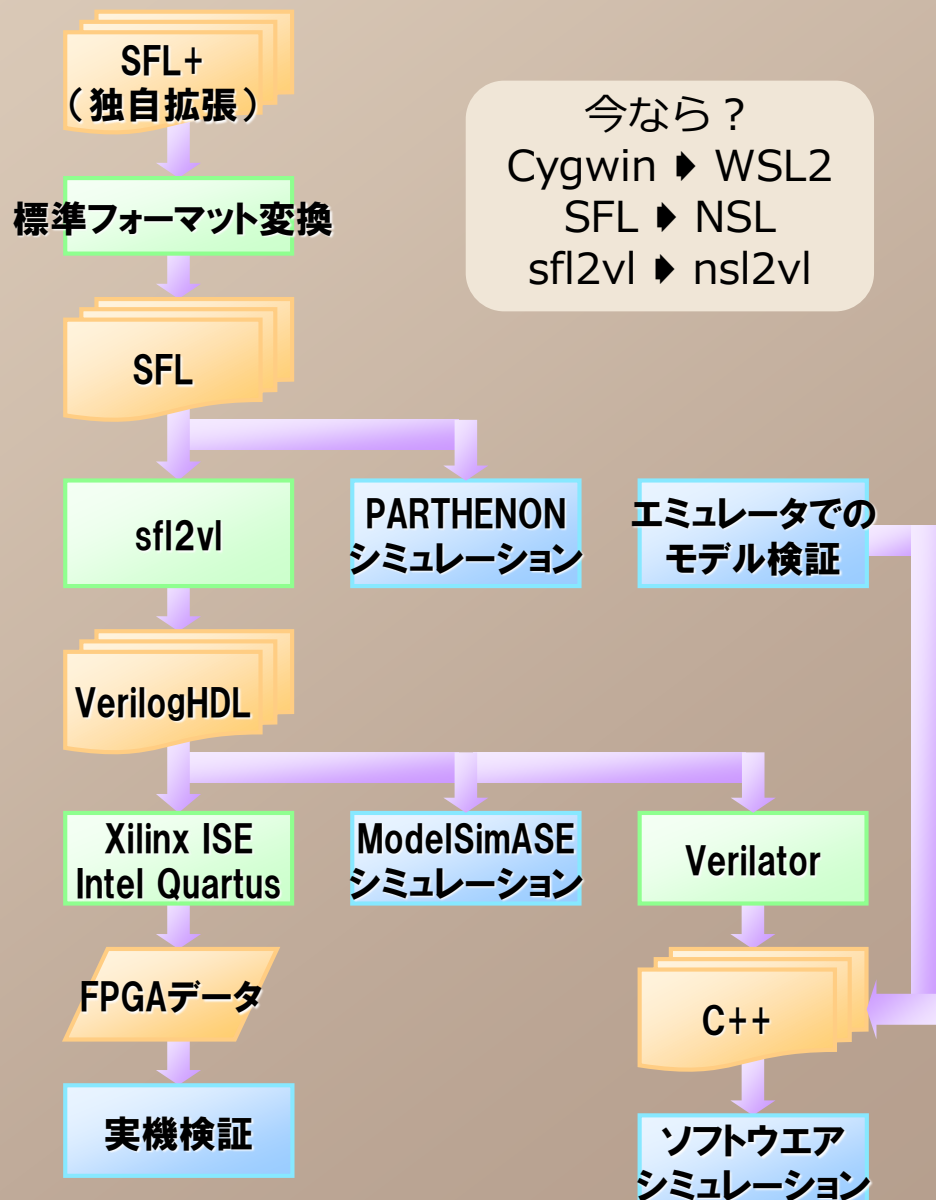 SFL+
（独自拡張）
今なら？
Cygwin ➧ WSL2
SFL ➧ NSL
sfl2vl ➧ nsl2vl
標準フォーマット変換
SFL
sfl2vl
PARTHENON
シミュレーション
エミュレータでの
モデル検証
VerilogHDL
Xilinx ISE
Intel Quartus
ModelSimASE
シミュレーション
Verilator
FPGAデータ
C++
実機検証
ソフトウエア
シミュレーション